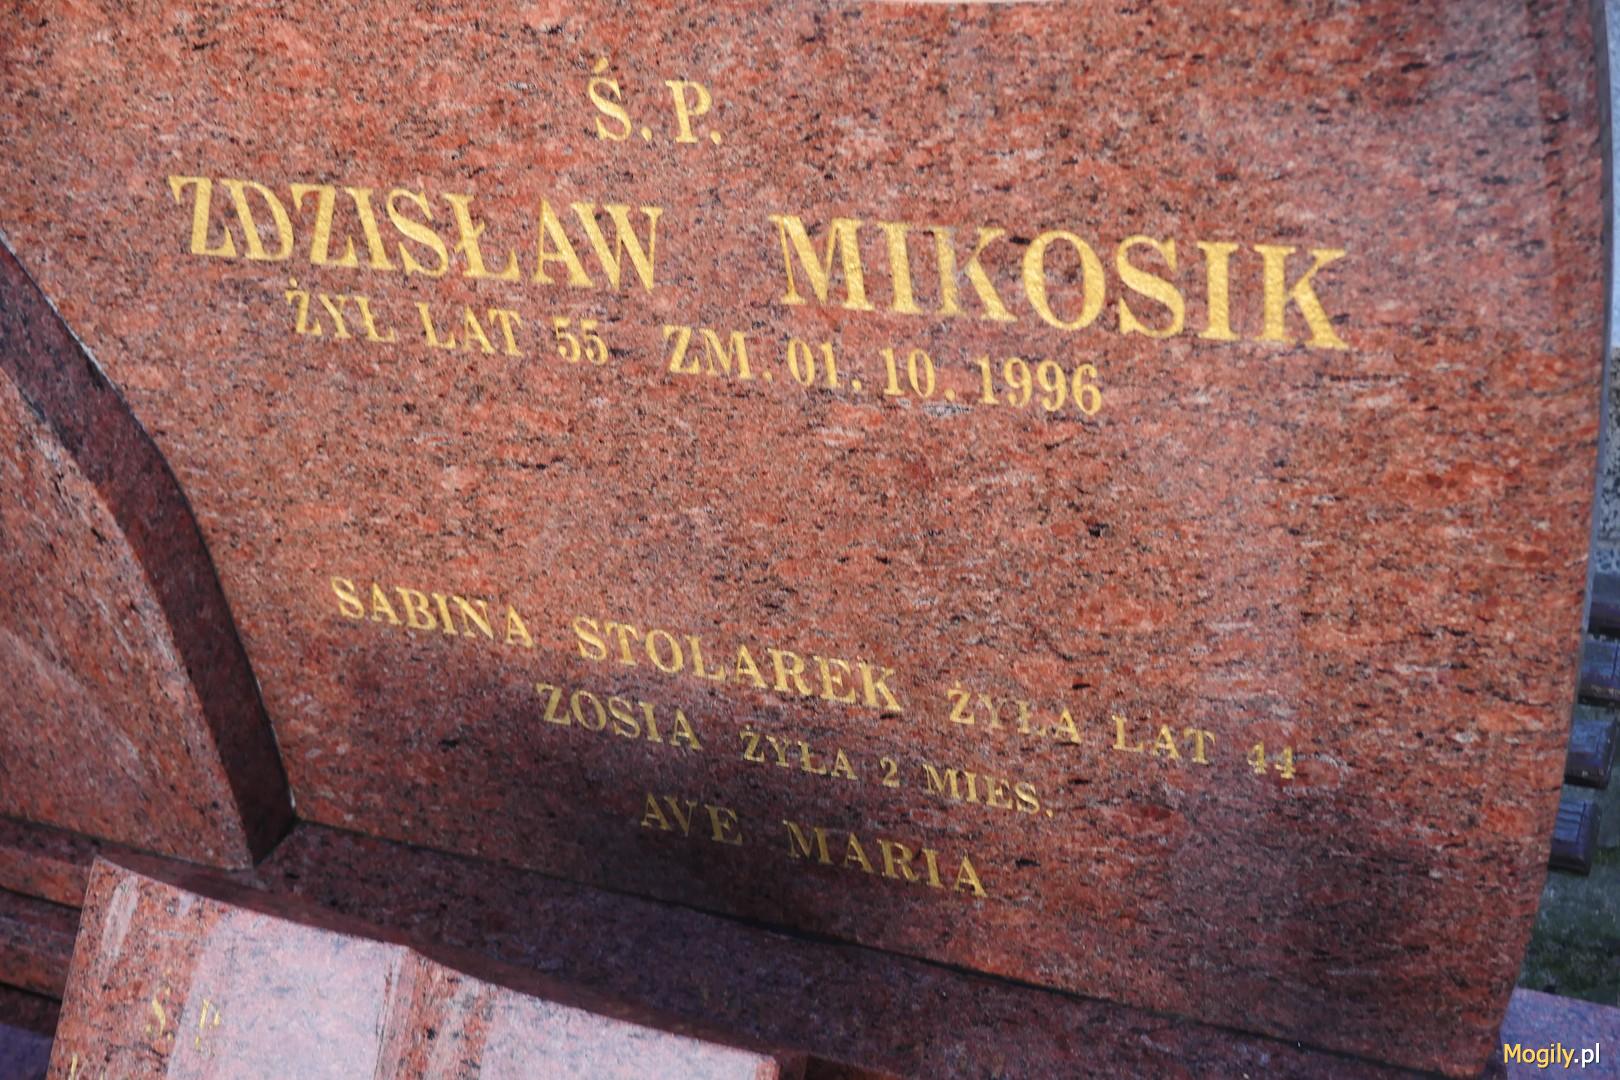 Ś. P.
ZDZISŁAW MIKOSIK
ŻYŁ LAT 55 ZM. 01. 10. 1996
SABINA STOLAREK ŻYŁA LAT 44
ZOSIA ŻYŁA 2 MIES.
AVE MARIA
Ś. P.
Mogily.pl